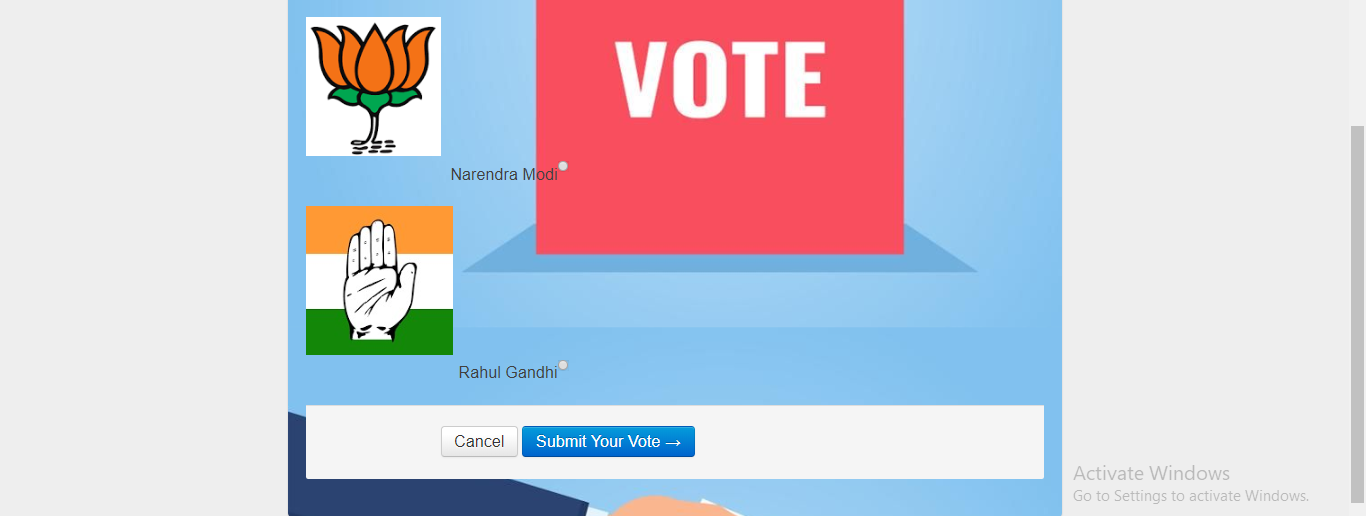 VOTE
Narendra Modi
Rahul Gandhi
Cancel
Submit Your Vote →
Activate Windows
Go to Settings to activate Windows.